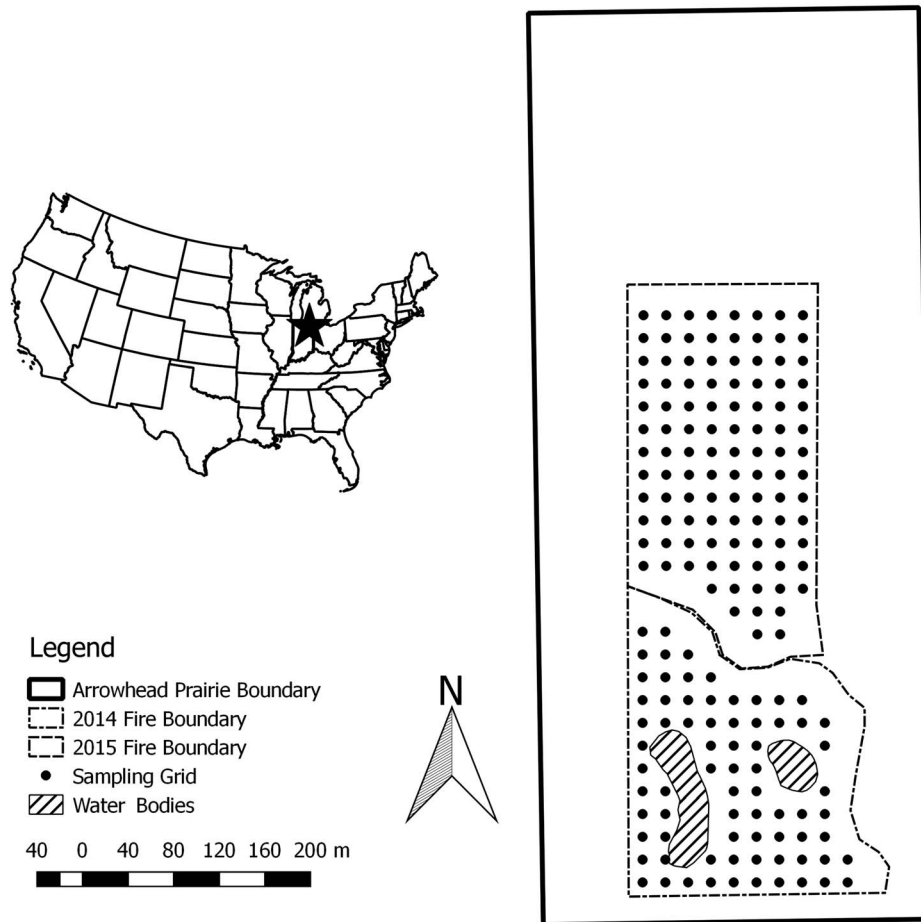 Legend
Arrowhead Prairie Boundary
2014 Fire Boundary
2015 Fire Boundary
Sampling Grid
Water Bodies
40 0 40 80 120 160 200 m
N